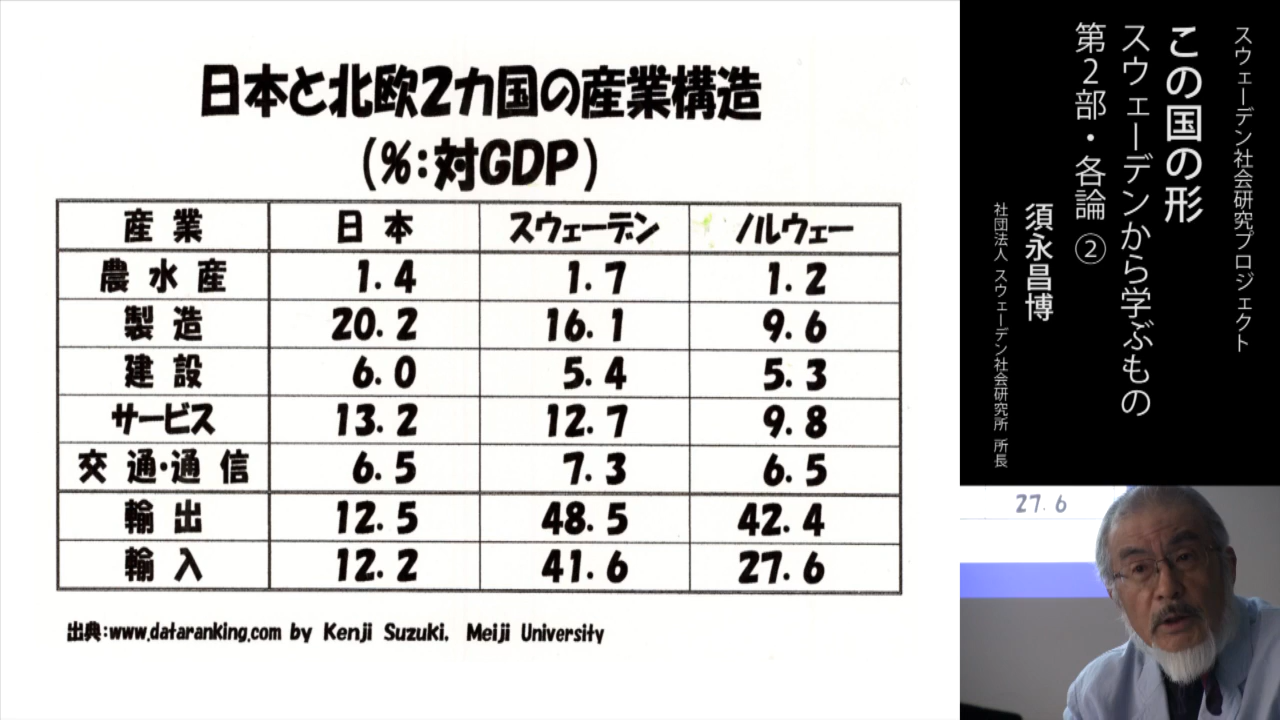 日本と北欧2カ国の産業構造
(%:対GDP)
産業 日本 スウェーデン ノルウェー
農水産 1.4 1.7 1.2
製造 20.2 16.1 9.6
建設 6.0 5.4 5.3
サービス 13.2 12.7 9.8
交通・通信 6.5 7.3 6.5
輸出 12.5 48.5 42.4
輸入 12.2 41.6 27.6
出典:www.dataranking.com by Kenji Suzuki. Meiji University
スウェーデン社会研究プロジェクト
この国の形
スウェーデンから学ぶもの
第2部・各論②
須永昌博
社団法人 スウェーデン社会研究所 所長
27.6